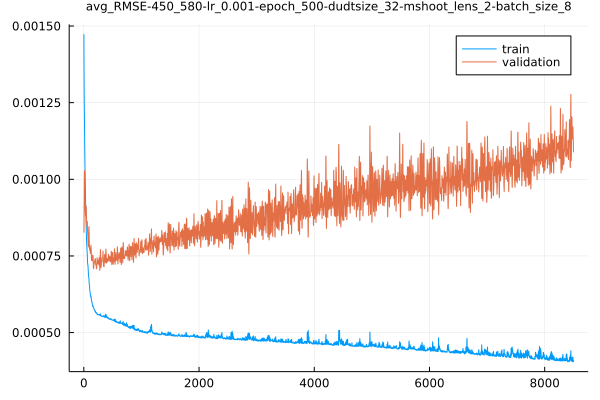 avg_RMSE-450_580-lr_0.001-epoch_500-dudtsize_32-mshoot_lens_2-batch_size_8
0.00150
train
validation
0.00125
0.00100
0.00075
0.00050
0 2000 4000 6000 8000